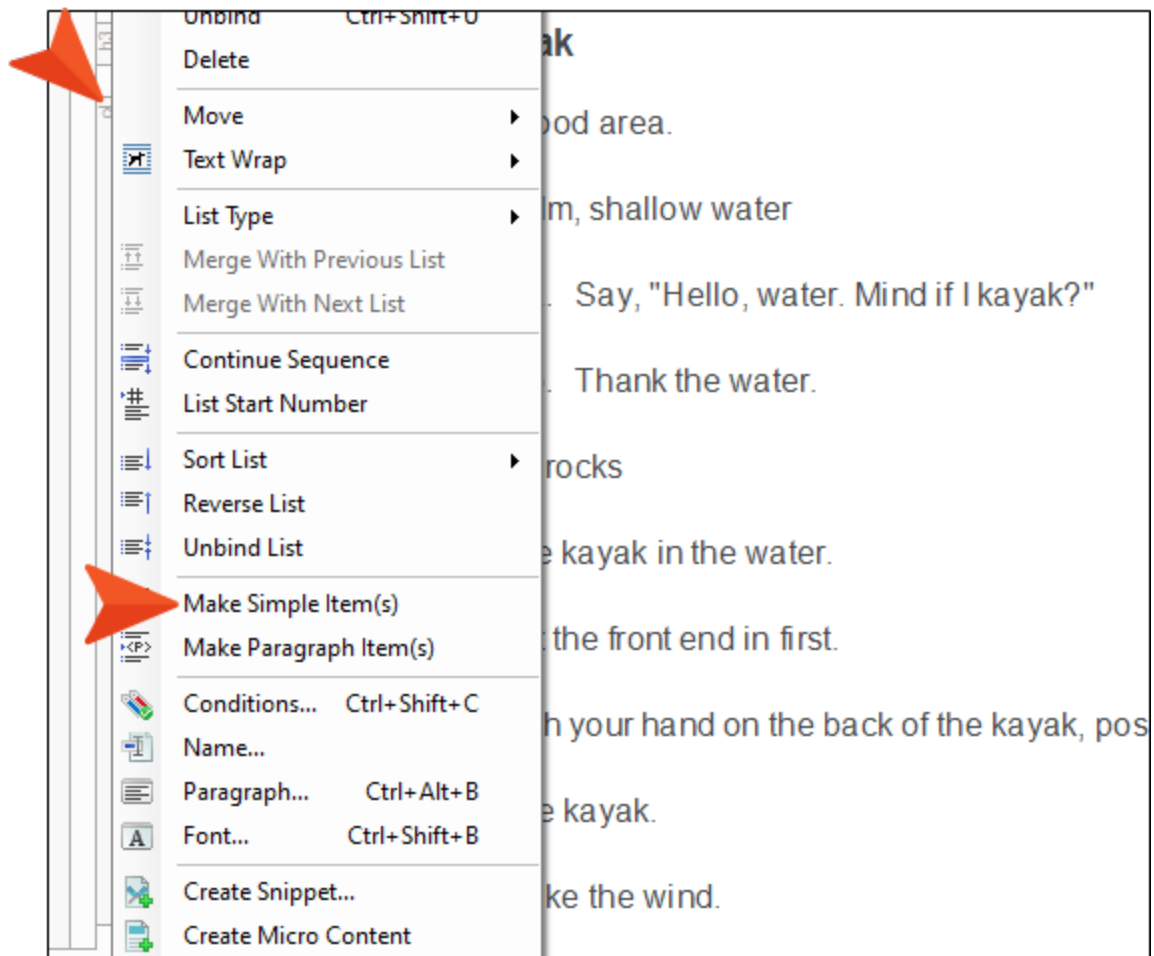 Unbind Ctrl+Shift+U
Delete
Move
Text Wrap
List Type
Merge With Previous List
Merge With Next List
Continue Sequence
List Start Number
Sort List
Reverse List
Unbind List
Make Simple Item(s)
Make Paragraph Item(s)
Conditions... Ctrl+Shift+C
Name...
Paragraph... Ctrl+Alt+B
Font... Ctrl+Shift+B
Create Snippet...
Create Micro Content
h3
ak
ood area.
lm, shallow water
. Say, "Hello, water. Mind if I kayak?"
. Thank the water.
rocks
e kayak in the water.
t the front end in first.
h your hand on the back of the kayak, pos
e kayak.
ke the wind.